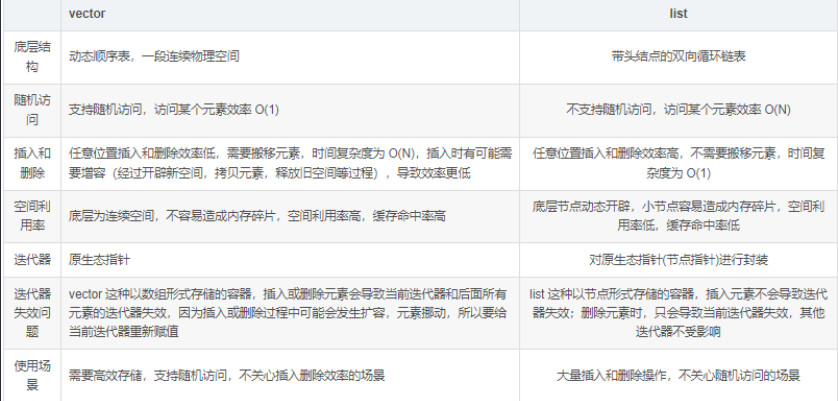 vector
list
底层结
构
动态顺序表，一段连续物理空间
带头结点的双向循环链表
随机访
问
支持随机访问，访问某个元素效率 O(1)
不支持随机访问，访问某个元素效率 O(N)
插入和
删除
任意位置插入和删除效率低，需要搬移元素，时间复杂度为 O(N)，插入时有可能需
要增容（经过开辟新空间，拷贝元素，释放旧空间等过程），导致效率更低
任意位置插入和删除效率高，不需要搬移元素，时间复
杂度为 O(1)
空间利
用率
底层为连续空间，不容易造成内存碎片，空间利用率高，缓存命中率高
底层节点动态开辟，小节点容易造成内存碎片，空间利
用率低，缓存命中率低
迭代器
原生态指针
对原生态指针(节点指针)进行封装
迭代器
失效问
题
vector 这种以数组形式存储的容器，插入或删除元素会导致当前迭代器和后面所有
元素的迭代器失效，因为插入或删除过程中可能会发生扩容，元素挪动，所以要给
当前迭代器重新赋值
list 这种以节点形式存储的容器，插入元素不会导致迭代
器失效；删除元素时，只会导致当前迭代器失效，其他
迭代器不受影响
使用场
景
需要高效存储，支持随机访问，不关心插入删除效率的场景
大量插入和删除操作，不关心随机访问的场景